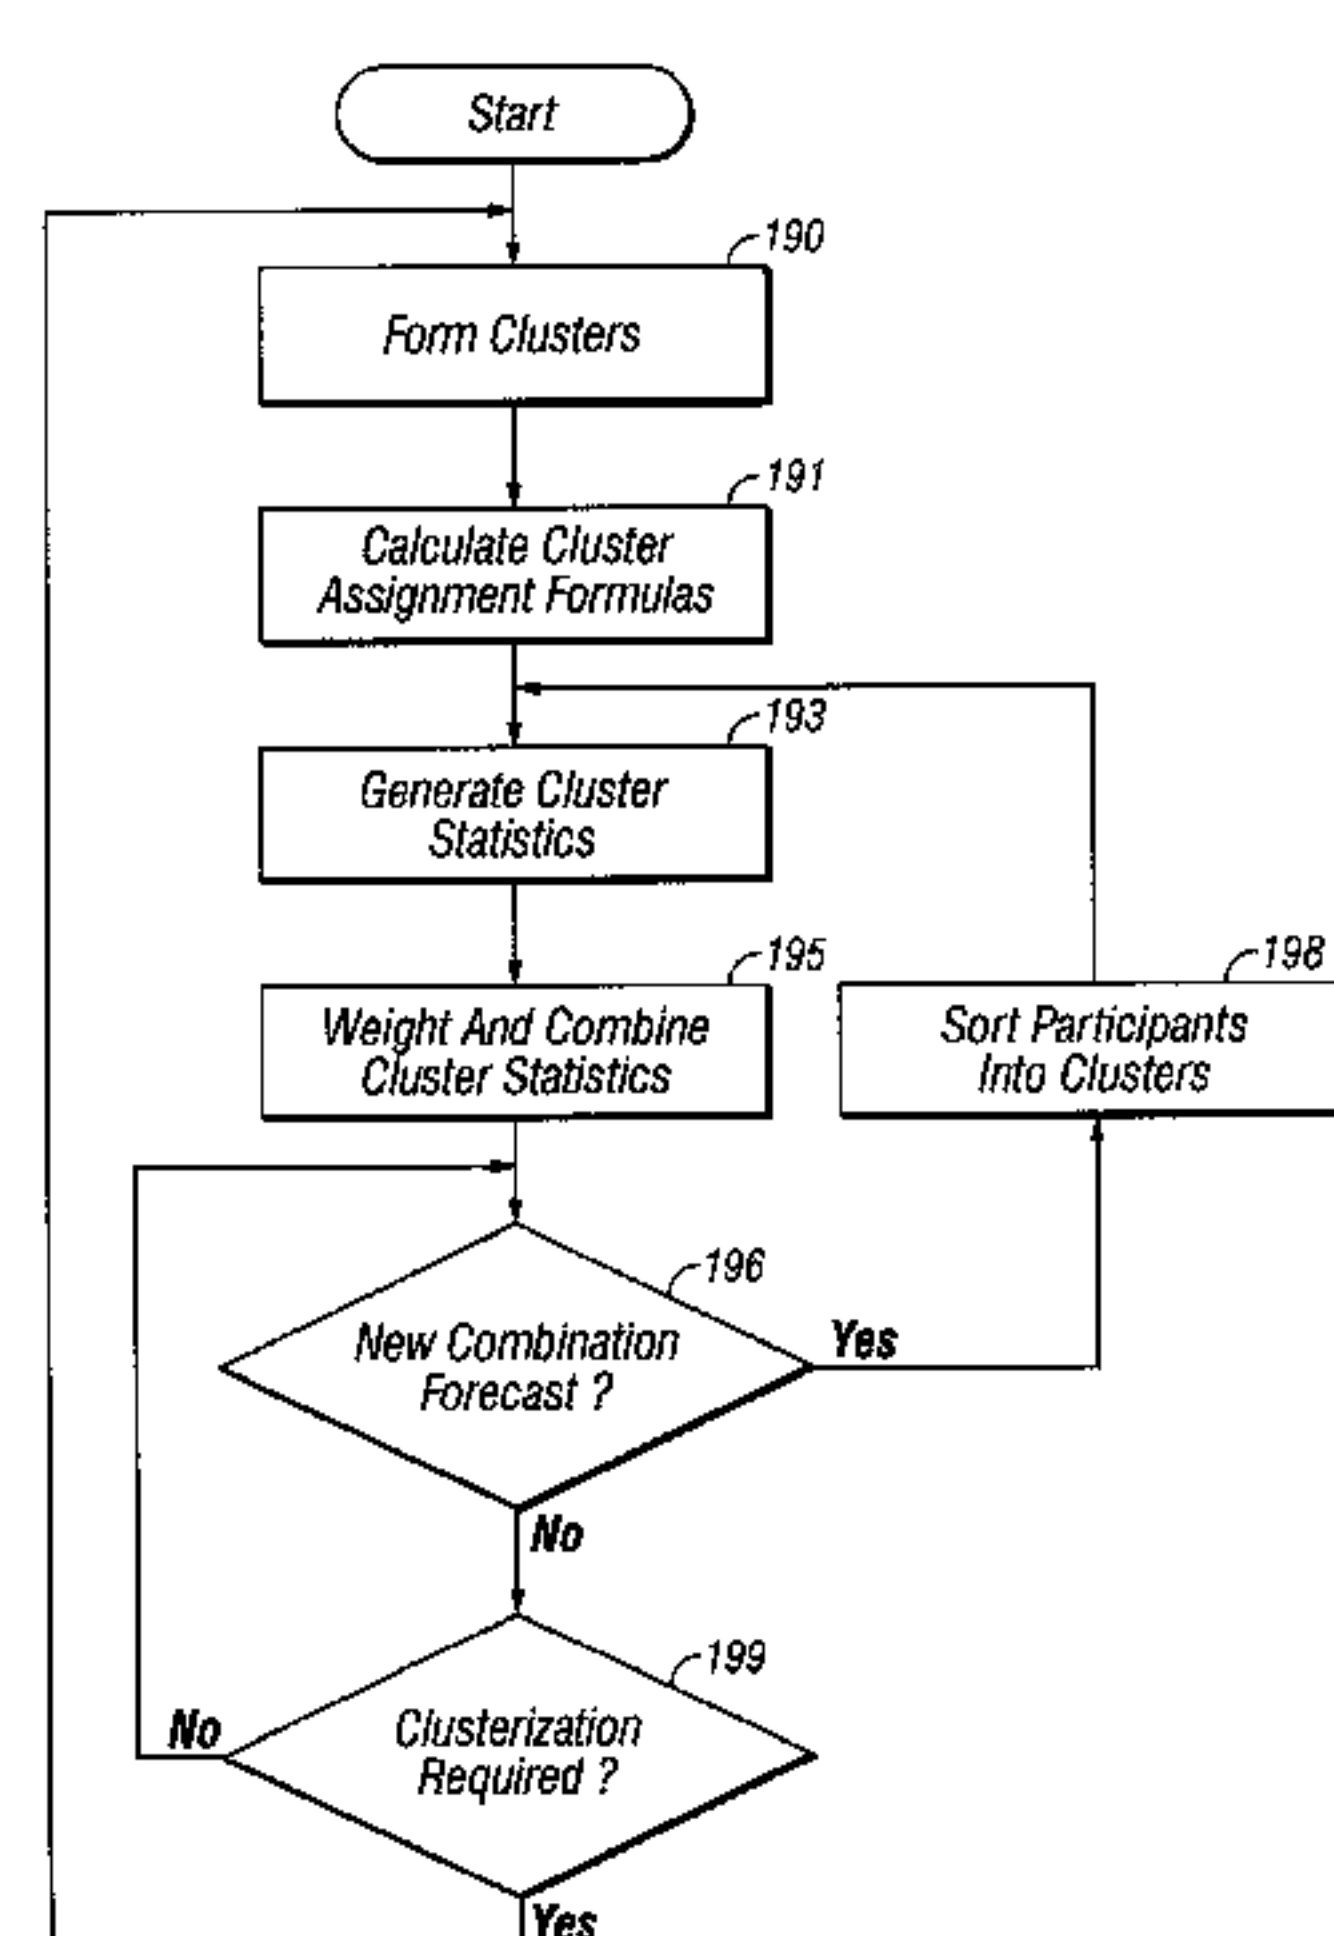 Start
190
Form Clusters
191
Calculate Cluster
Assignment Formulas
193
Generate Cluster
Statistics
195
Weight And Combine
Cluster Statistics
198
Sort Participants
Into Clusters
196
New Combination
Forecast ?
Yes
No
199
Clusterization
Required ?
No
Yes